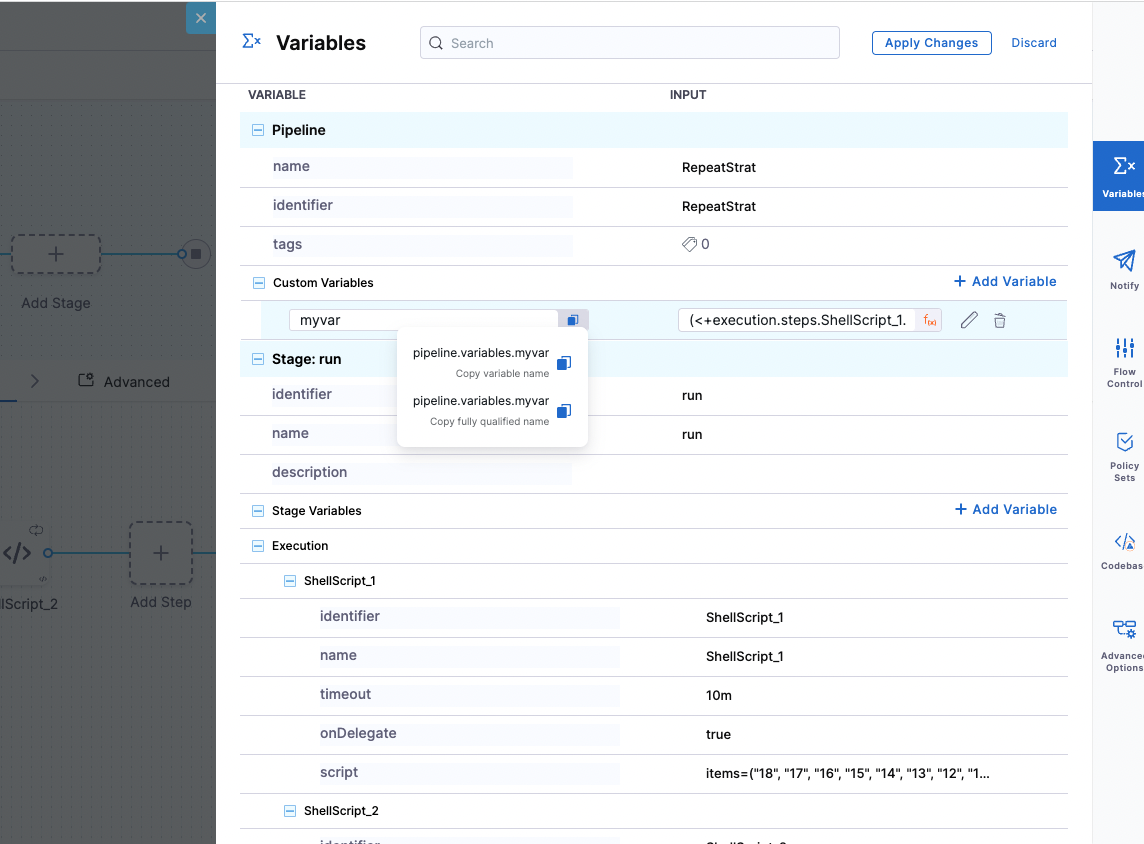 Variables
Search
Apply Changes
Discard
VARIABLE
INPUT
Pipeline
name
RepeatStrat
identifier
RepeatStrat
tags
0
Custom Variables
+ Add Variable
myvar
(<+execution.steps.ShellScript_1.
f(x)
pipeline.variables.myvar
Copy variable name
pipeline.variables.myvar
Copy fully qualified name
Stage: run
identifier
run
name
run
description
Stage Variables
+ Add Variable
Execution
ShellScript_1
identifier
ShellScript_1
name
ShellScript_1
timeout
10m
onDelegate
true
script
items=("18", "17", "16", "15", "14", "13", "12", "1...
ShellScript_2
identifier
Add Stage
Advanced
lScript_2
Add Step
Σx
Variables
Notify
Flow
Control
Policy
Sets
Codebas
Advanced
Options